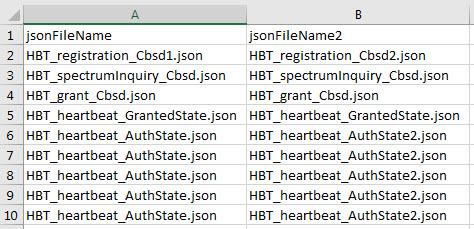 A B
1 jsonFileName jsonFileName2
2 HBT_registration_Cbsd1.json HBT_registration_Cbsd2.json
3 HBT_spectrumInquiry_Cbsd.json HBT_spectrumInquiry_Cbsd.json
4 HBT_grant_Cbsd.json HBT_grant_Cbsd.json
5 HBT_heartbeat_GrantedState.json HBT_heartbeat_GrantedState.json
6 HBT_heartbeat_AuthState.json HBT_heartbeat_AuthState2.json
7 HBT_heartbeat_AuthState.json HBT_heartbeat_AuthState2.json
8 HBT_heartbeat_AuthState.json HBT_heartbeat_AuthState2.json
9 HBT_heartbeat_AuthState.json HBT_heartbeat_AuthState2.json
10 HBT_heartbeat_AuthState.json HBT_heartbeat_AuthState2.json